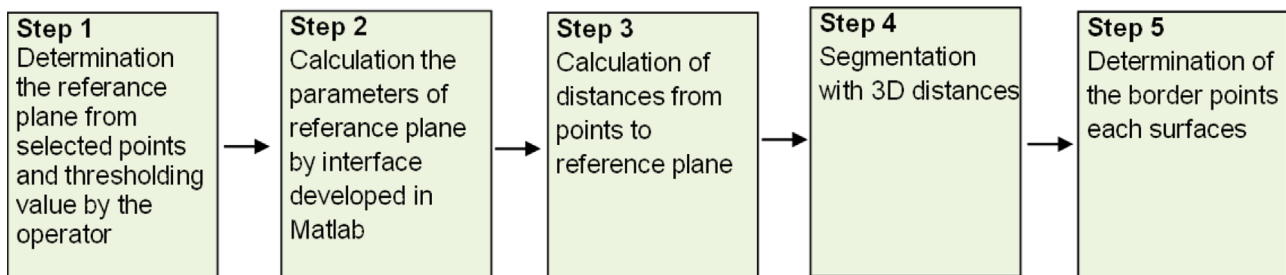 Step 1
Determination
the referance
plane from
selected points
and thresholding
value by the
operator
Step 2
Calculation the
parameters of
referance plane
by interface
developed in
Matlab
Step 3
Calculation of
distances from
points to
reference plane
Step 4
Segmentation
with 3D distances
Step 5
Determination of
the border points
each surfaces